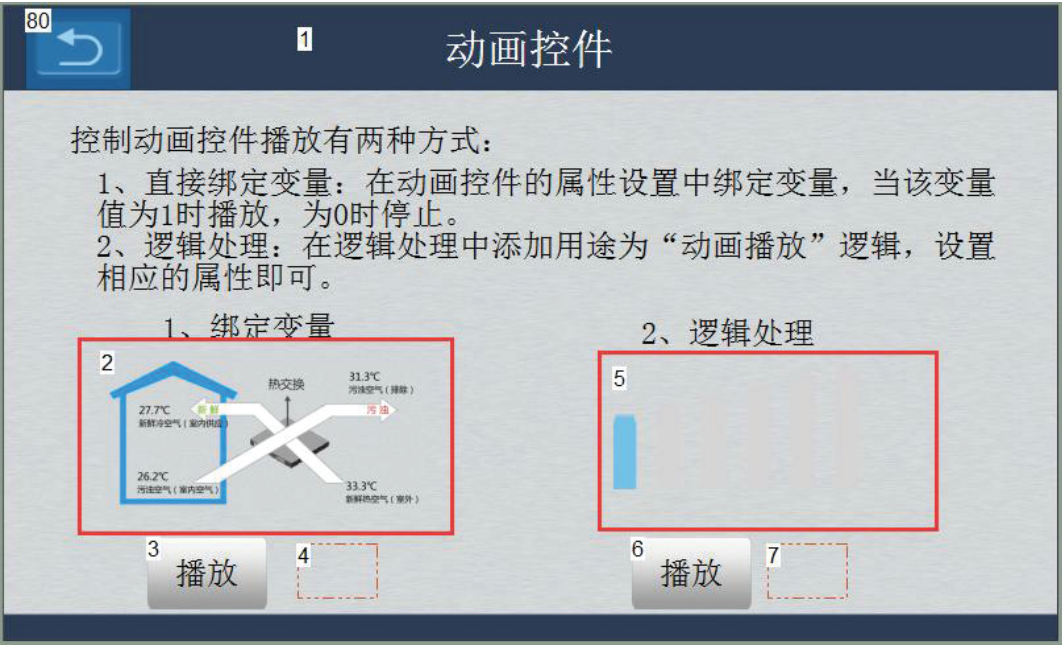 80
1
动画控件
控制动画控件播放有两种方式：
1、直接绑定变量：在动画控件的属性设置中绑定变量，当该变量
值为1时播放，为0时停止。
2、逻辑处理：在逻辑处理中添加用途为“动画播放”逻辑，设置
相应的属性即可。
1、绑定变量
2、逻辑处理
2
热交换
31.3℃
污浊空气（排除）
27.7℃
新鲜
污浊
新鲜冷空气（室内供应）
26.2℃
污浊空气（室内空气）
33.3℃
新鲜热空气（室外）
5
3
播放
4
6
播放
7